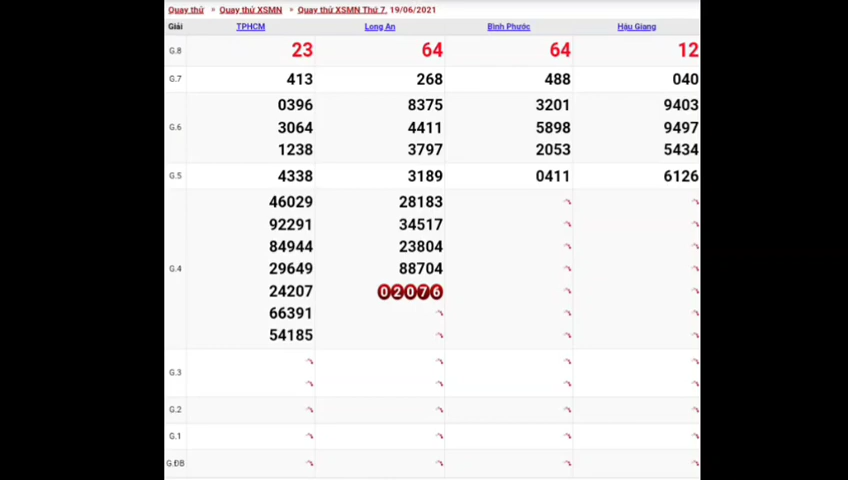 Quay thử » Quay thử XSMN » Quay thử XSMN Thứ 7, 19/06/2021
Giải TPHCM Long An Bình Phước Hậu Giang
G.8 23 64 64 12
G.7 413 268 488 040
0396 8375 3201 9403
G.6 3064 4411 5898 9497
1238 3797 2053 5434
G.5 4338 3189 0411 6126
46029 28183
92291 34517
84944 23804
G.4 29649 88704
24207 02076
66391
54185
G.3
G.2
G.1
G.ĐB